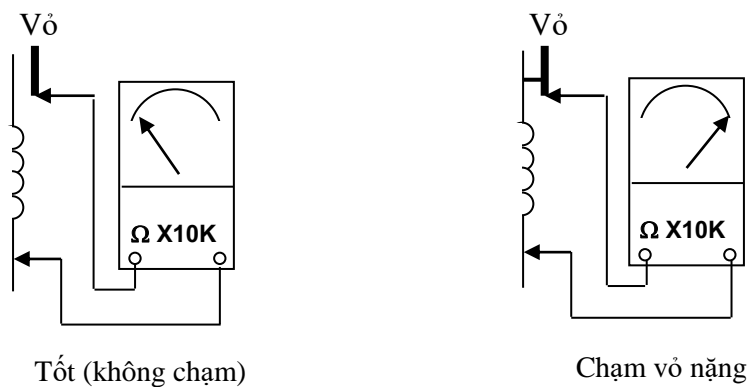 Vỏ
Ω X10K
Tốt (không chạm)
Vỏ
Ω X10K
Chạm vỏ nặng